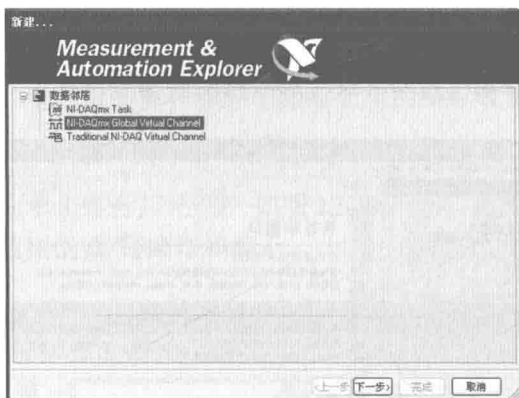 新建...
Measurement &
Automation Explorer
数据邻居
NI-DAQmx Task
NI-DAQmx Global Virtual Channel
Traditional NI-DAQ Virtual Channel
<上一步 下一步> 完成 取消